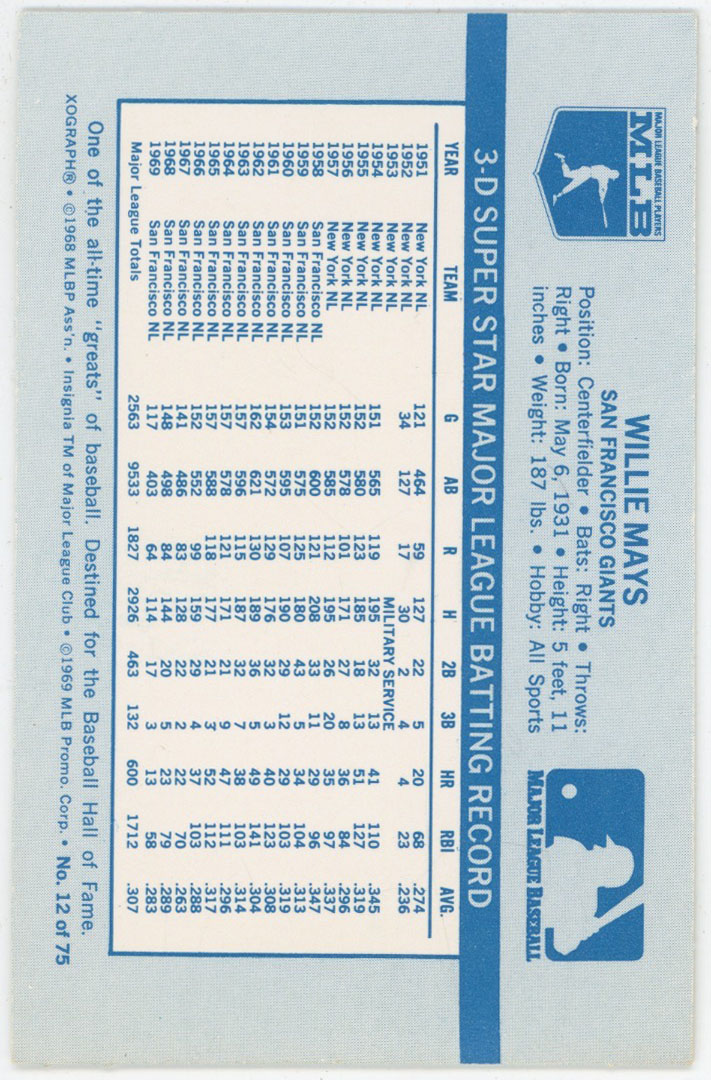 MAJOR LEAGUE BASEBALL PLAYERS
MLB
WILLIE MAYS
SAN FRANCISCO GIANTS
Position: Centerfielder • Bats: Right • Throws:
Right • Born: May 6, 1931 • Height: 5 feet, 11
inches • Weight: 187 lbs. • Hobby: All Sports
MAJOR LEAGUE BASEBALL
3-D SUPER STAR MAJOR LEAGUE BATTING RECORD
YEAR TEAM G AB R H 2B 3B HR RBI AVG.
1951 New York NL 121 464 59 127 22 5 20 68 .274
1952 New York NL 34 127 17 30 2 4 4 23 .236
1953 MILITARY SERVICE
1954 New York NL 151 565 119 195 32 13 41 110 .345
1955 New York NL 152 580 123 185 18 13 51 127 .319
1956 New York NL 152 578 101 171 27 8 36 84 .296
1957 New York NL 152 585 112 195 26 20 35 97 .337
1958 San Francisco NL 152 600 121 208 33 11 29 96 .347
1959 San Francisco NL 151 575 125 180 43 5 34 104 .313
1960 San Francisco NL 153 595 107 190 29 12 29 103 .319
1961 San Francisco NL 154 572 129 176 32 3 40 123 .308
1962 San Francisco NL 162 621 130 189 36 5 49 141 .304
1963 San Francisco NL 157 596 115 187 32 7 38 103 .314
1964 San Francisco NL 157 578 121 171 21 9 47 111 .296
1965 San Francisco NL 157 588 118 177 21 3 52 112 .317
1966 San Francisco NL 152 552 99 159 29 4 37 103 .288
1967 San Francisco NL 141 486 83 128 22 2 22 70 .263
1968 San Francisco NL 148 498 84 144 20 5 23 79 .289
1969 San Francisco NL 117 403 64 114 17 3 13 58 .283
Major League Totals 2563 9533 1827 2926 463 132 600 1712 .307
One of the all-time "greats" of baseball. Destined for the Baseball Hall of Fame.
XOGRAPH® • ©1968 MLBP Ass'n. • Insignia TM of Major League Club • ©1969 MLB Promo. Corp. • No. 12 of 75